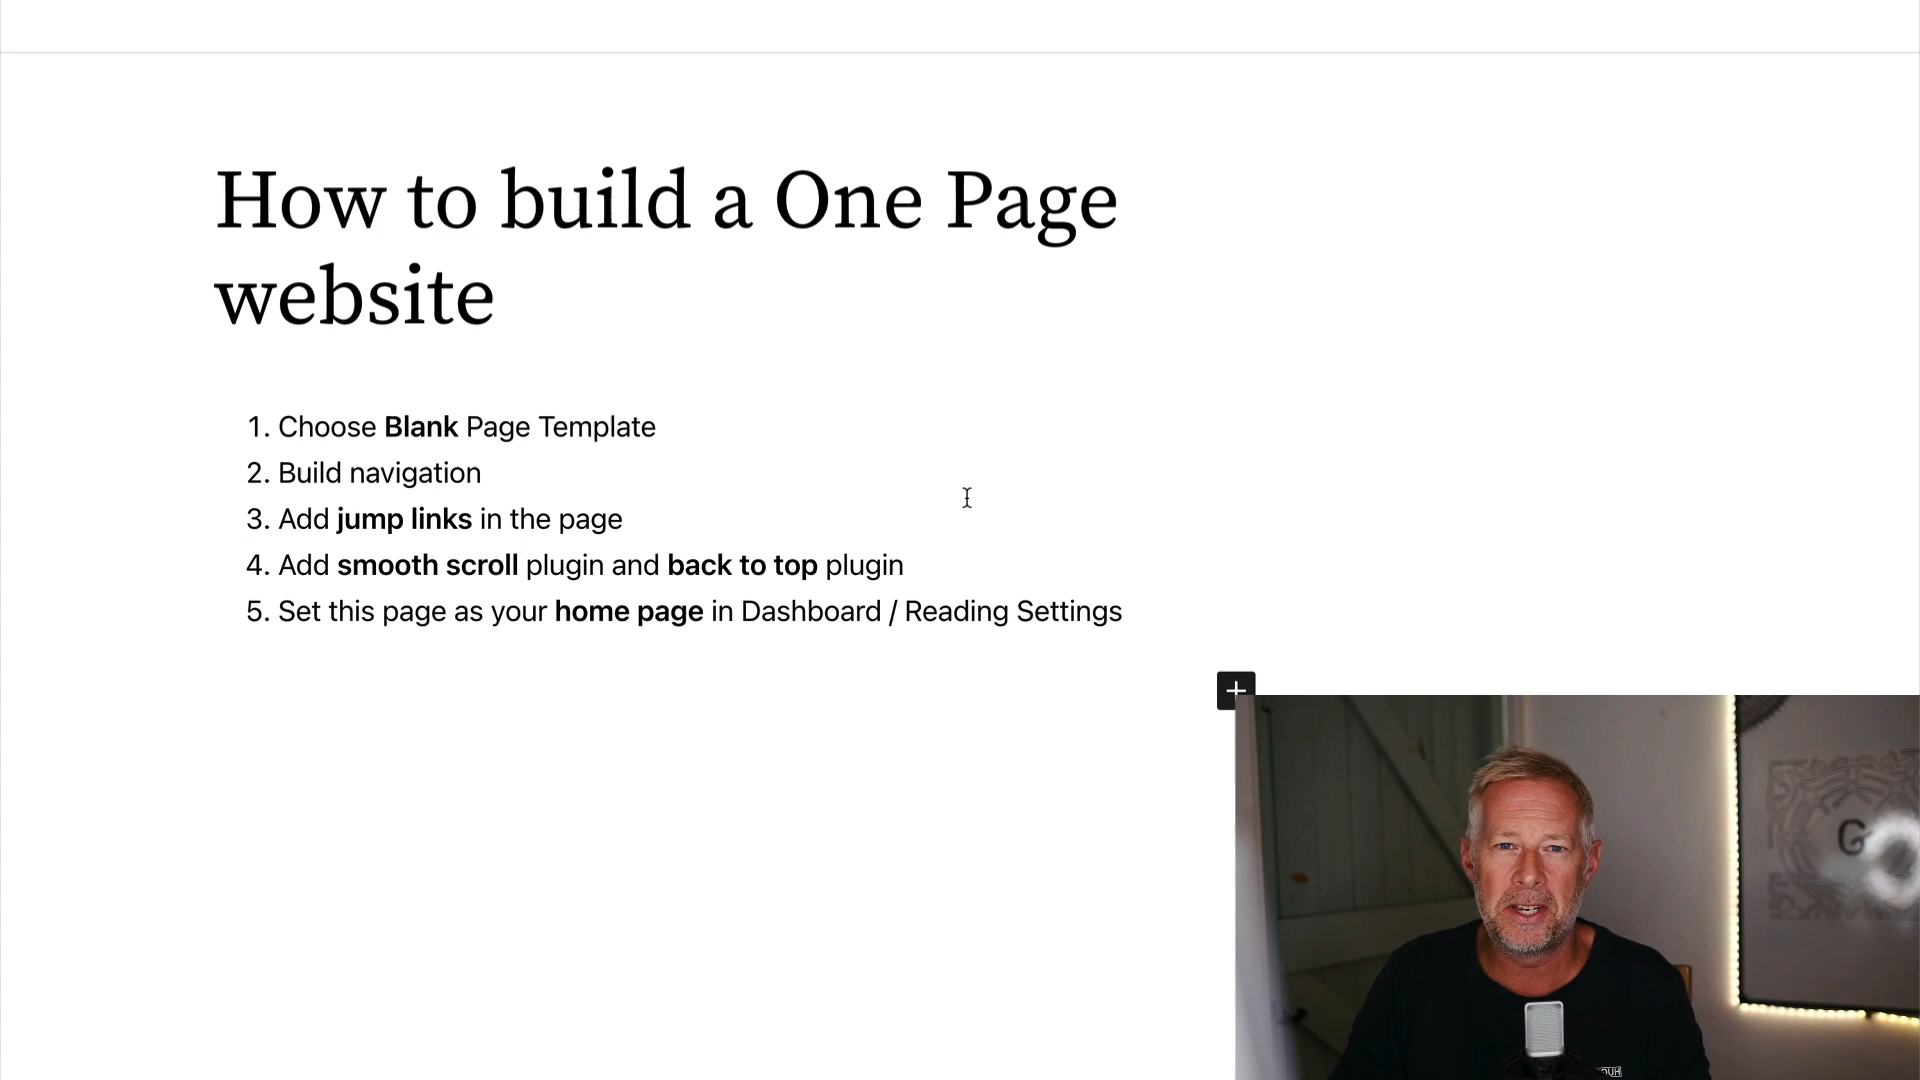 How to build a One Page
website
1. Choose Blank Page Template
2. Build navigation
3. Add jump links in the page
4. Add smooth scroll plugin and back to top plugin
5. Set this page as your home page in Dashboard / Reading Settings
G